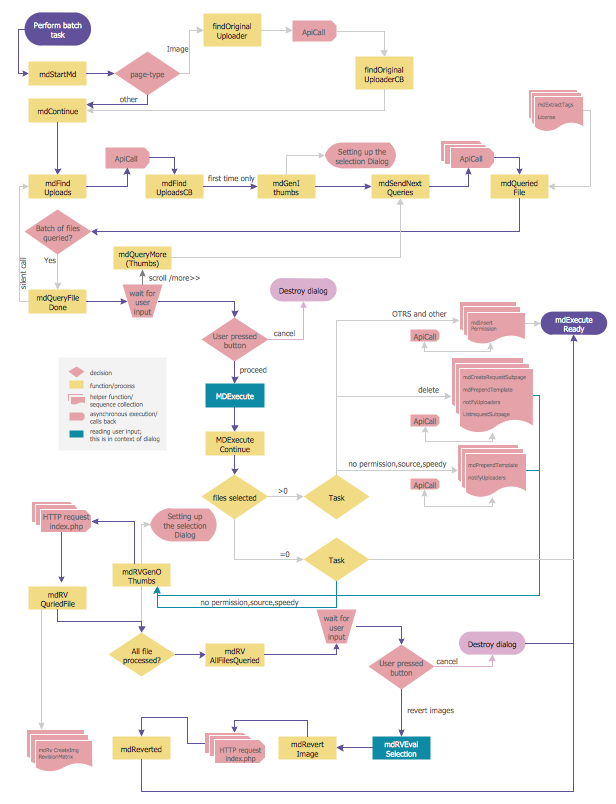 Perform batch
task
findOriginal
Uploader
ApiCall
Image
mdStartMd
page-type
findOriginal
UploaderCB
other
mdContinue
mdExtractTags
License
ApiCall
Setting up the
selection Dialog
ApiCall
mdFind
Uploads
mdFind
UploadsCB
first time only
mdGenI
thumbs
mdSendNext
Queries
mdQueried
File
Batch of files
queried?
Yes
silent call
mdQueryMore
(Thumbs)
scroll /more>>
mdQueryFile
Done
wait for
user
input
Destroy dialog
User pressed
button
cancel
proceed
OTRS and other
mdInsert
Permission
ApiCall
mdExecute
Ready
decision
function/process
helper function/
sequence collection
asynchronous execution/
calls back
reading user input;
this is in context of dialog
MDExecute
MDExecute
Continue
delete
mdCreateRequestSubpage
mdPrependTemplate
notifyUploaders
ListrequestSubpage
ApiCall
no permission,source,speedy
mdPrependTemplate
notifyUploaders
ApiCall
files selected
>0
Task
=0
Task
HTTP request
index.php
Setting up
the selection
Dialog
mdRVGenO
Thumbs
no permission,source,speedy
mdRV
QuriedFile
All file
processed?
mdRV
AllFilesQueried
wait for
user
input
User pressed
button
cancel
Destroy dialog
revert images
mdRv CreateImg
RevisionMatrix
mdReverted
HTTP request
index.php
mdRevert
Image
mdRVEval
Selection